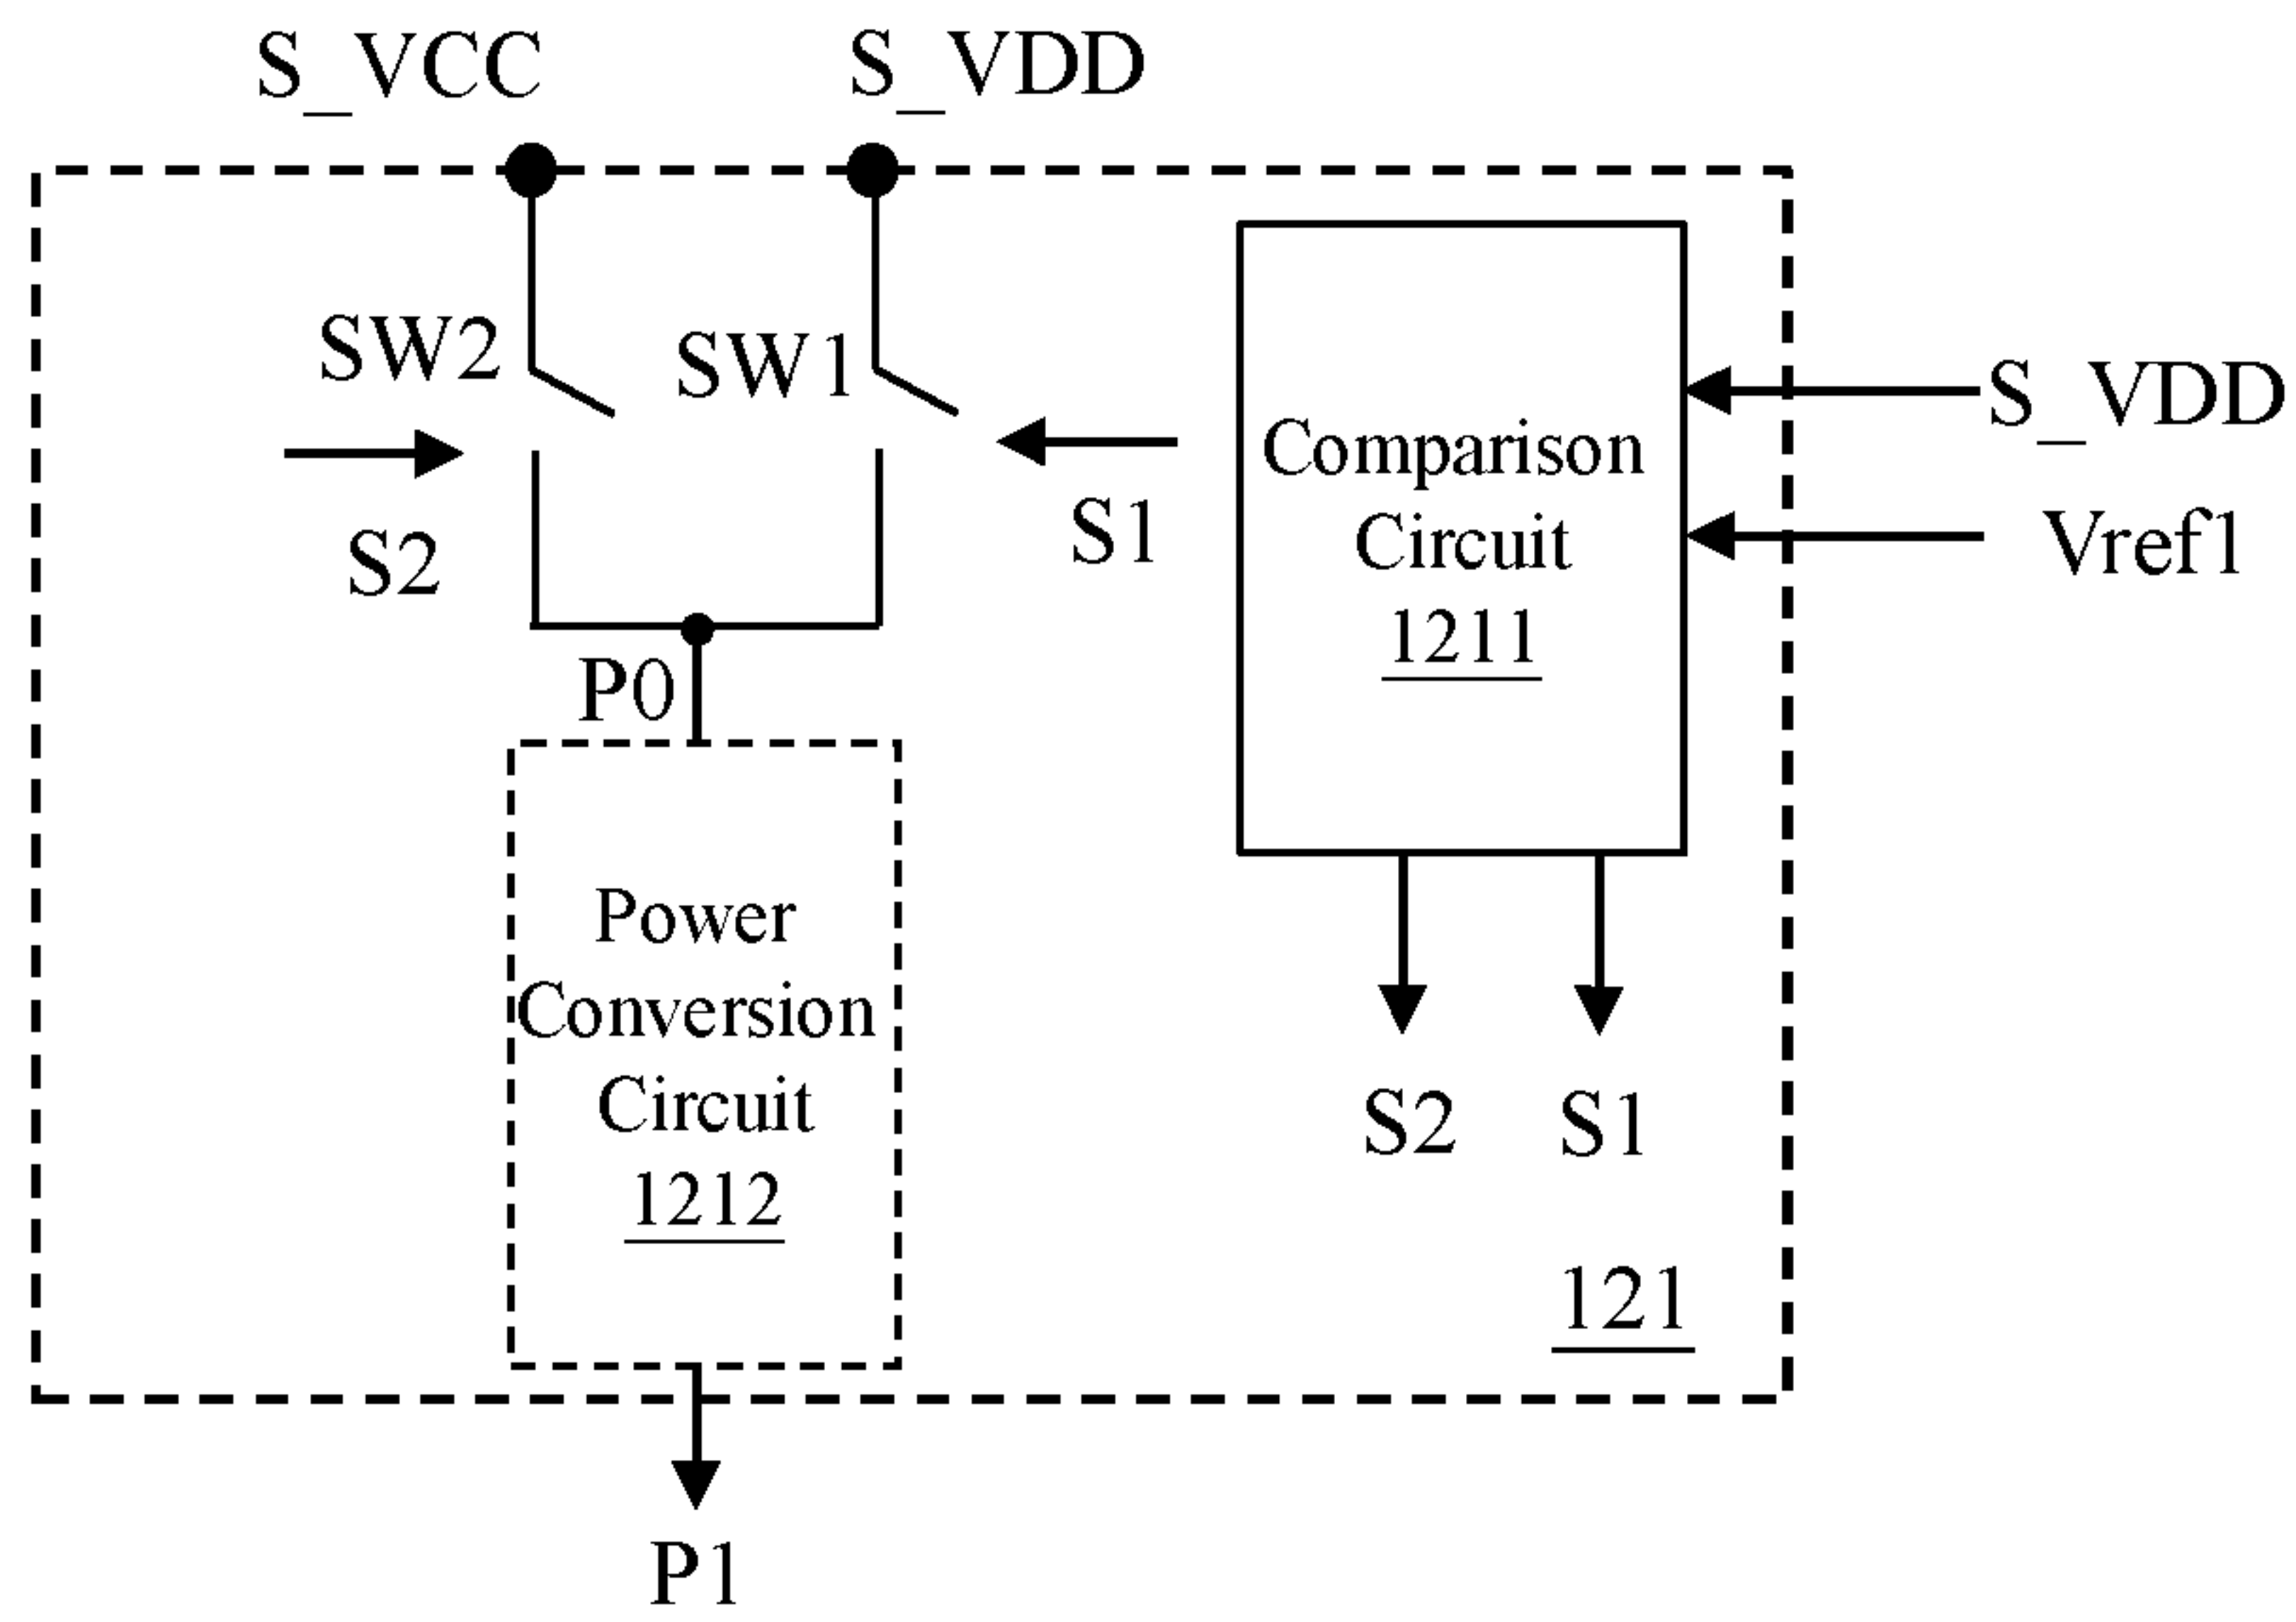 S_VCC
S_VDD
SW2
SW1
S2
S1
S_VDD
Vref1
Comparison
Circuit
1211
P0
Power
Conversion
Circuit
1212
S2
S1
121
P1